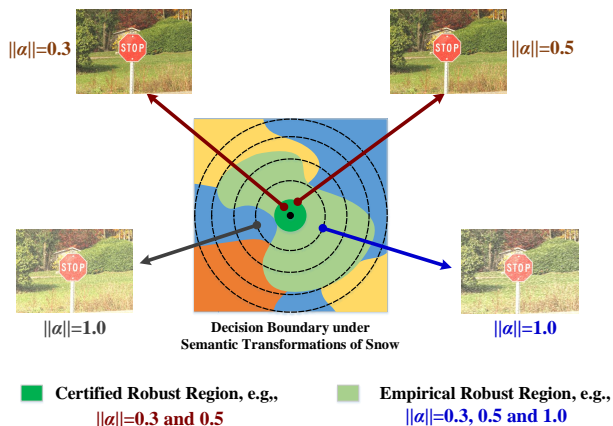 ||α||=0.3
STOP
STOP
||α||=0.5
STOP
||α||=1.0
STOP
||α||=1.0
Decision Boundary under
Semantic Transformations of Snow
Certified Robust Region, e.g.,
||α||=0.3 and 0.5
Empirical Robust Region, e.g.,
||α||=0.3, 0.5 and 1.0